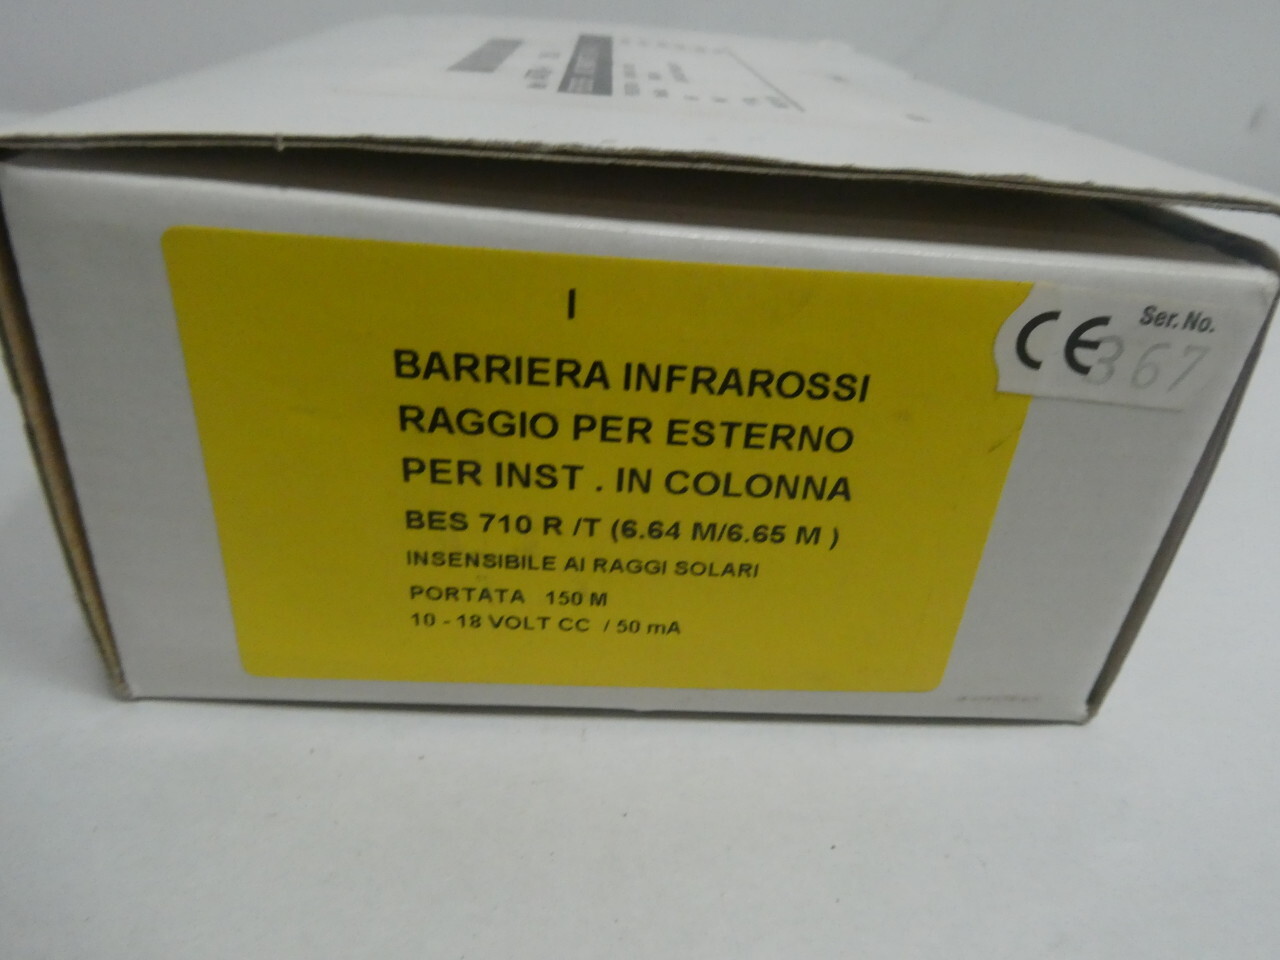 I
BARRIERA INFRAROSSI
RAGGIO PER ESTERNO
PER INST . IN COLONNA
BES 710 R /T (6.64 M/6.65 M )
INSENSIBILE AI RAGGI SOLARI
PORTATA 150 M
10 - 18 VOLT CC / 50 mA
CE
Ser. No.
367